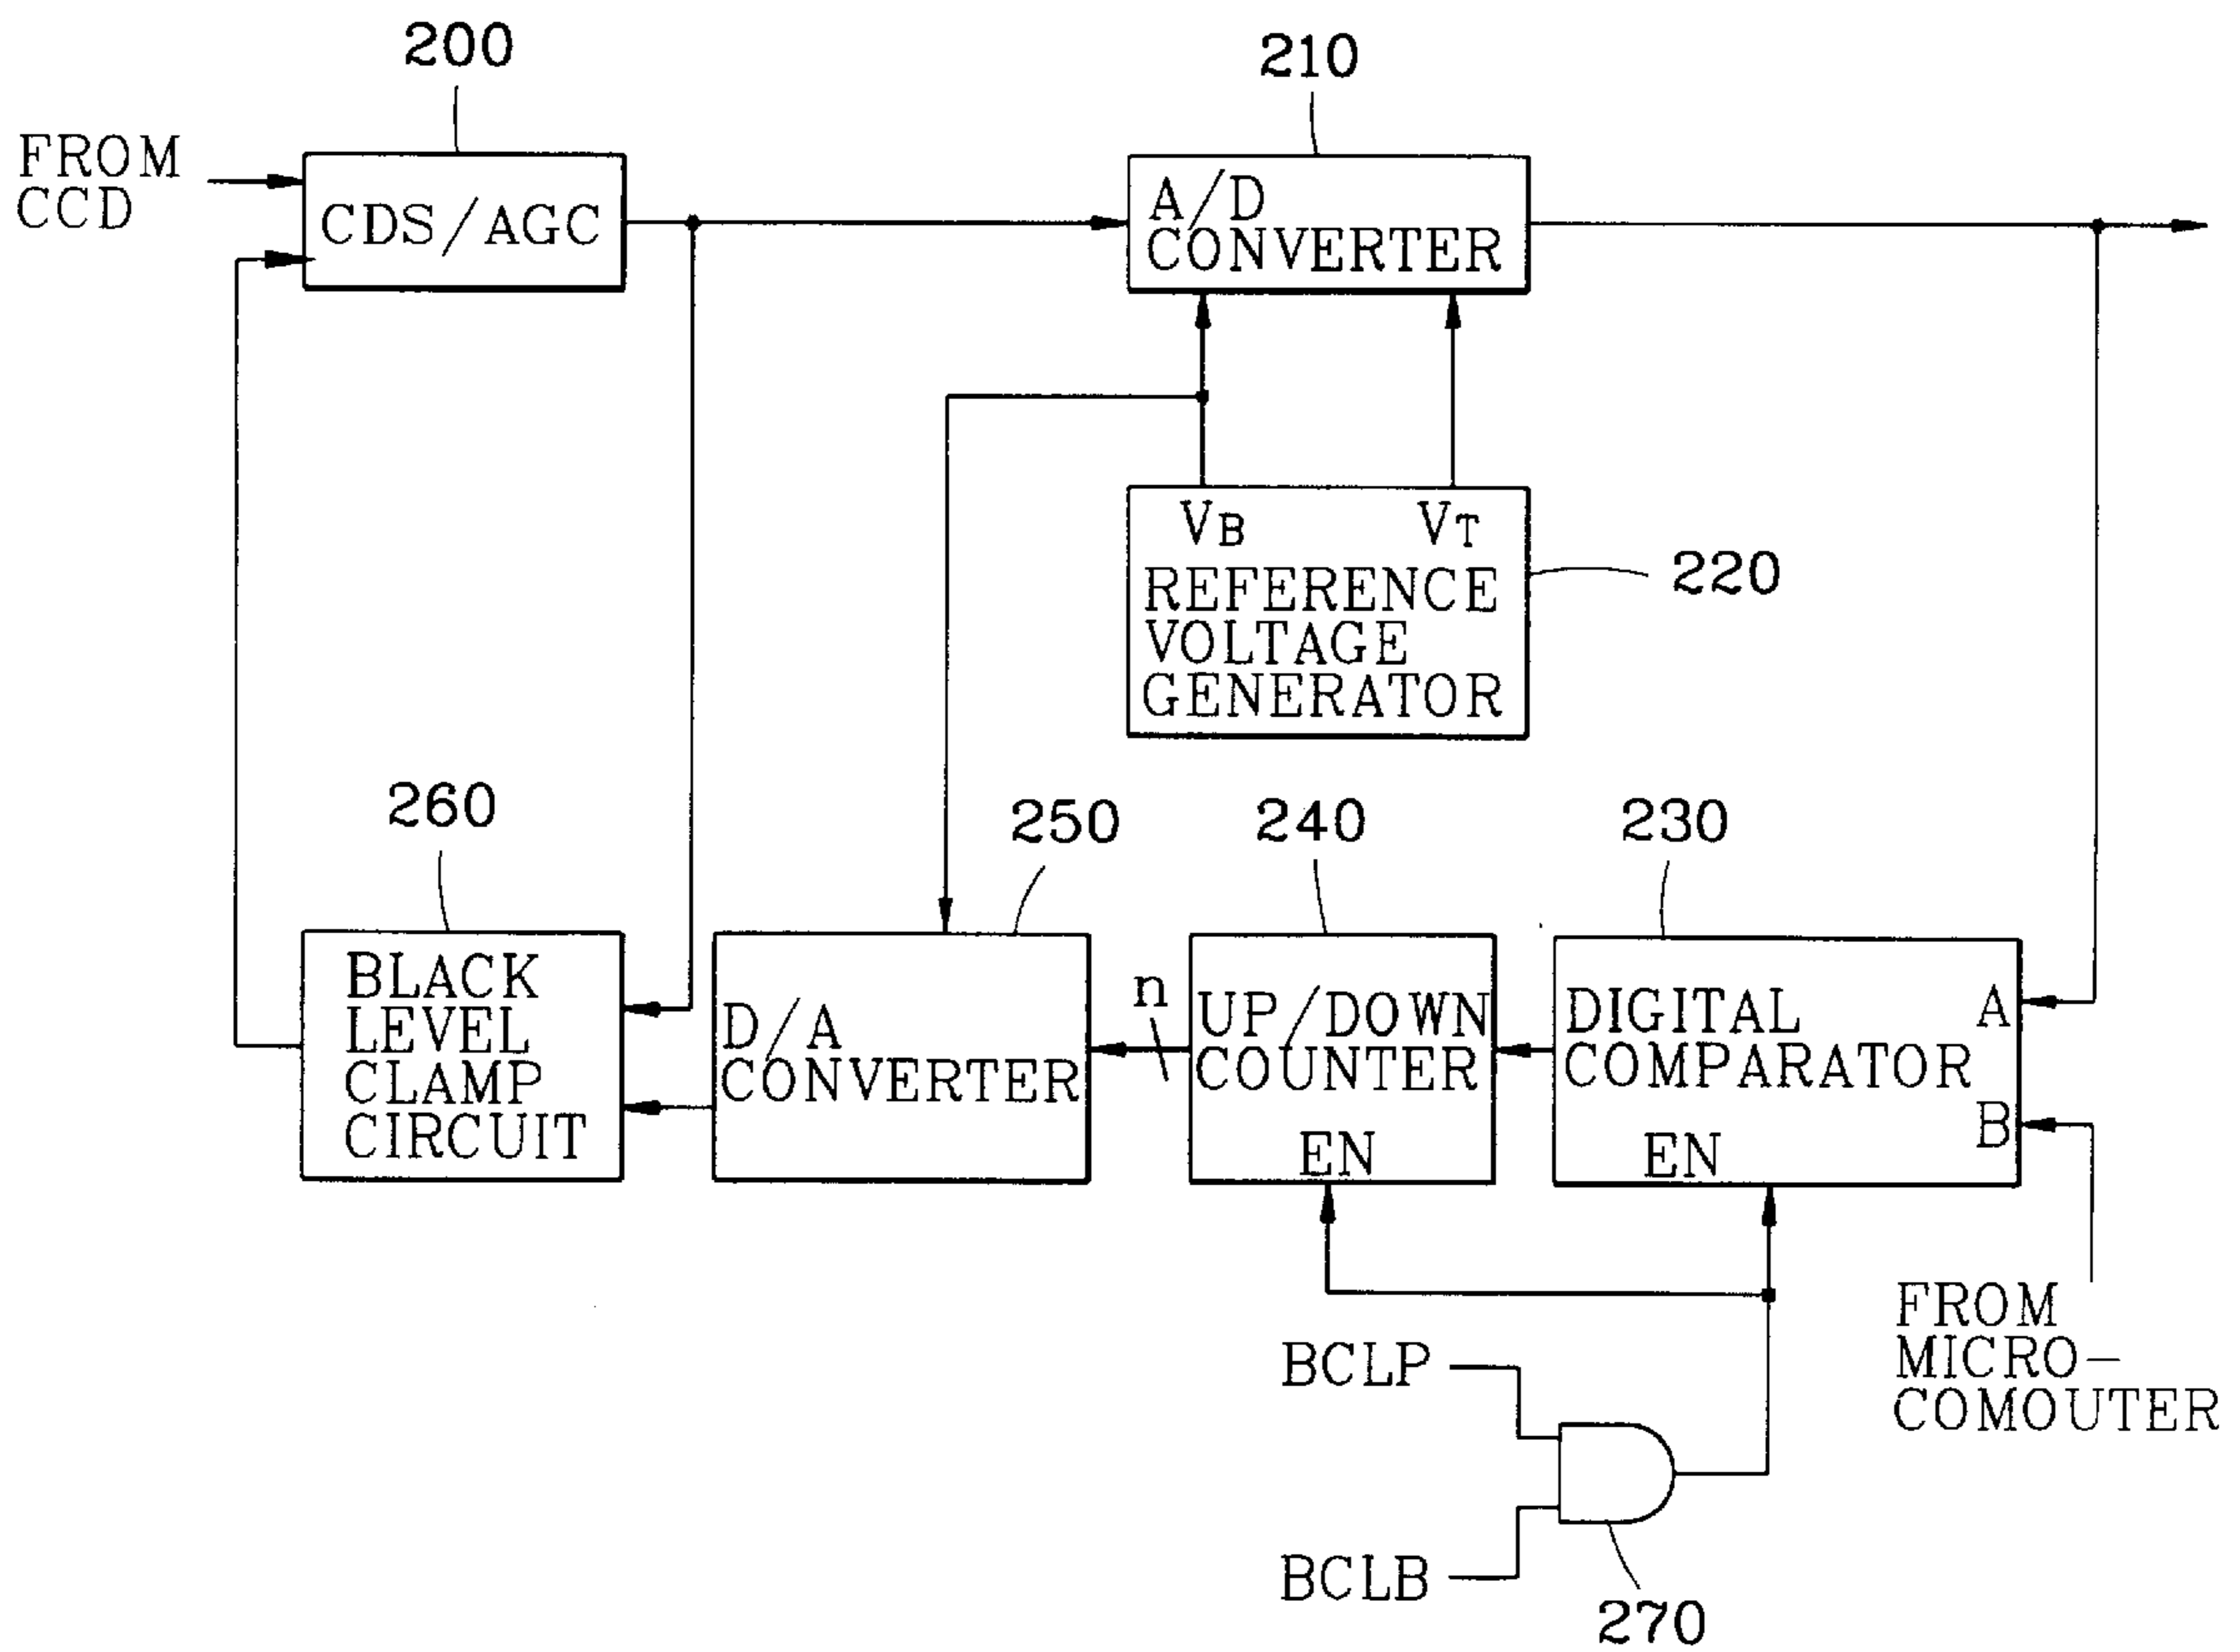 200
210
FROM
CCD
CDS/AGC
A/D
CONVERTER
VB VT
REFERENCE
VOLTAGE
GENERATOR
220
260
250
240
230
BLACK
LEVEL
CLAMP
CIRCUIT
D/A
CONVERTER
n
UP/DOWN
COUNTER
EN
DIGITAL
COMPARATOR
A
B
EN
FROM
MICRO-
COMOUTER
BCLP
BCLB
270